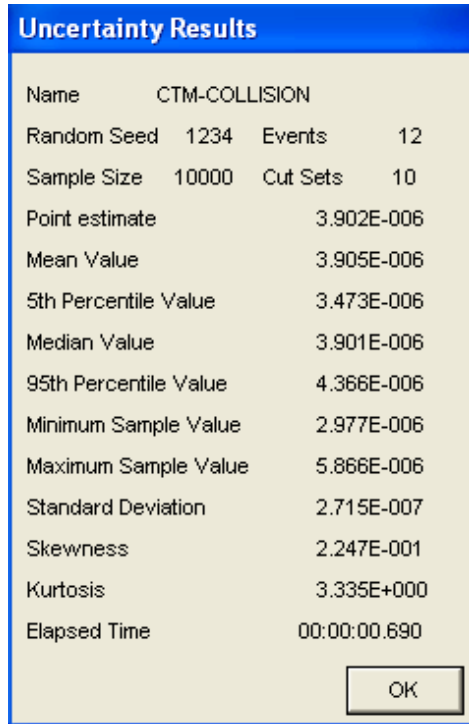 Uncertainty Results
Name CTM-COLLISION
Random Seed 1234 Events 12
Sample Size 10000 Cut Sets 10
Point estimate 3.902E-006
Mean Value 3.905E-006
5th Percentile Value 3.473E-006
Median Value 3.901E-006
95th Percentile Value 4.366E-006
Minimum Sample Value 2.977E-006
Maximum Sample Value 5.866E-006
Standard Deviation 2.715E-007
Skewness 2.247E-001
Kurtosis 3.335E+000
Elapsed Time 00:00:00.690
OK